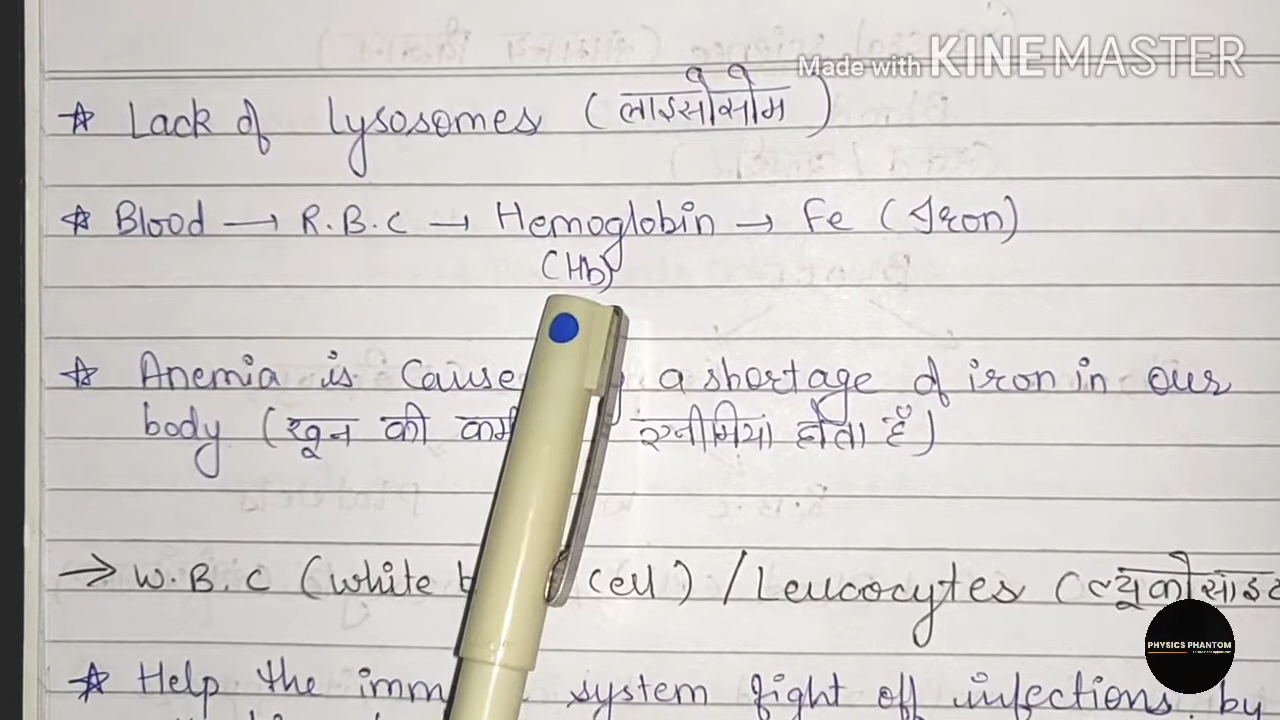 Made with KINEMASTER
☆ Lack of lysosomes (लाइसोसोम)
☆ Blood → R.B.C → Hemoglobin → Fe (Iron)
(Hb)
☆ Anemia is Cause a shortage of iron in our
body (खून की कमी एनीमिया होता हैं)
→ W.B.C (White cell) / Leucocytes (ल्यूकोसाइट
PHYSICS PHANTOM
☆ Help the system fight off infections by